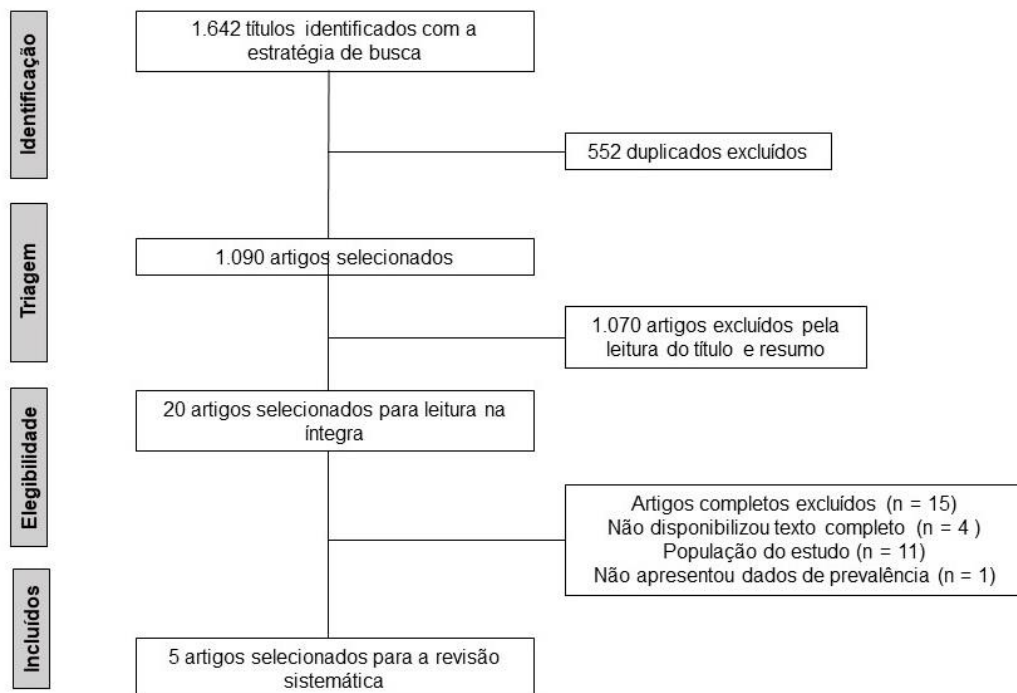 Identificação
1.642 títulos identificados com a
estratégia de busca
552 duplicados excluídos
Triagem
1.090 artigos selecionados
1.070 artigos excluídos pela
leitura do título e resumo
Elegibilidade
20 artigos selecionados para leitura na
íntegra
Artigos completos excluídos (n = 15)
Não disponibilizou texto completo (n = 4 )
População do estudo (n = 11)
Não apresentou dados de prevalência (n = 1)
Incluídos
5 artigos selecionados para a revisão
sistemática